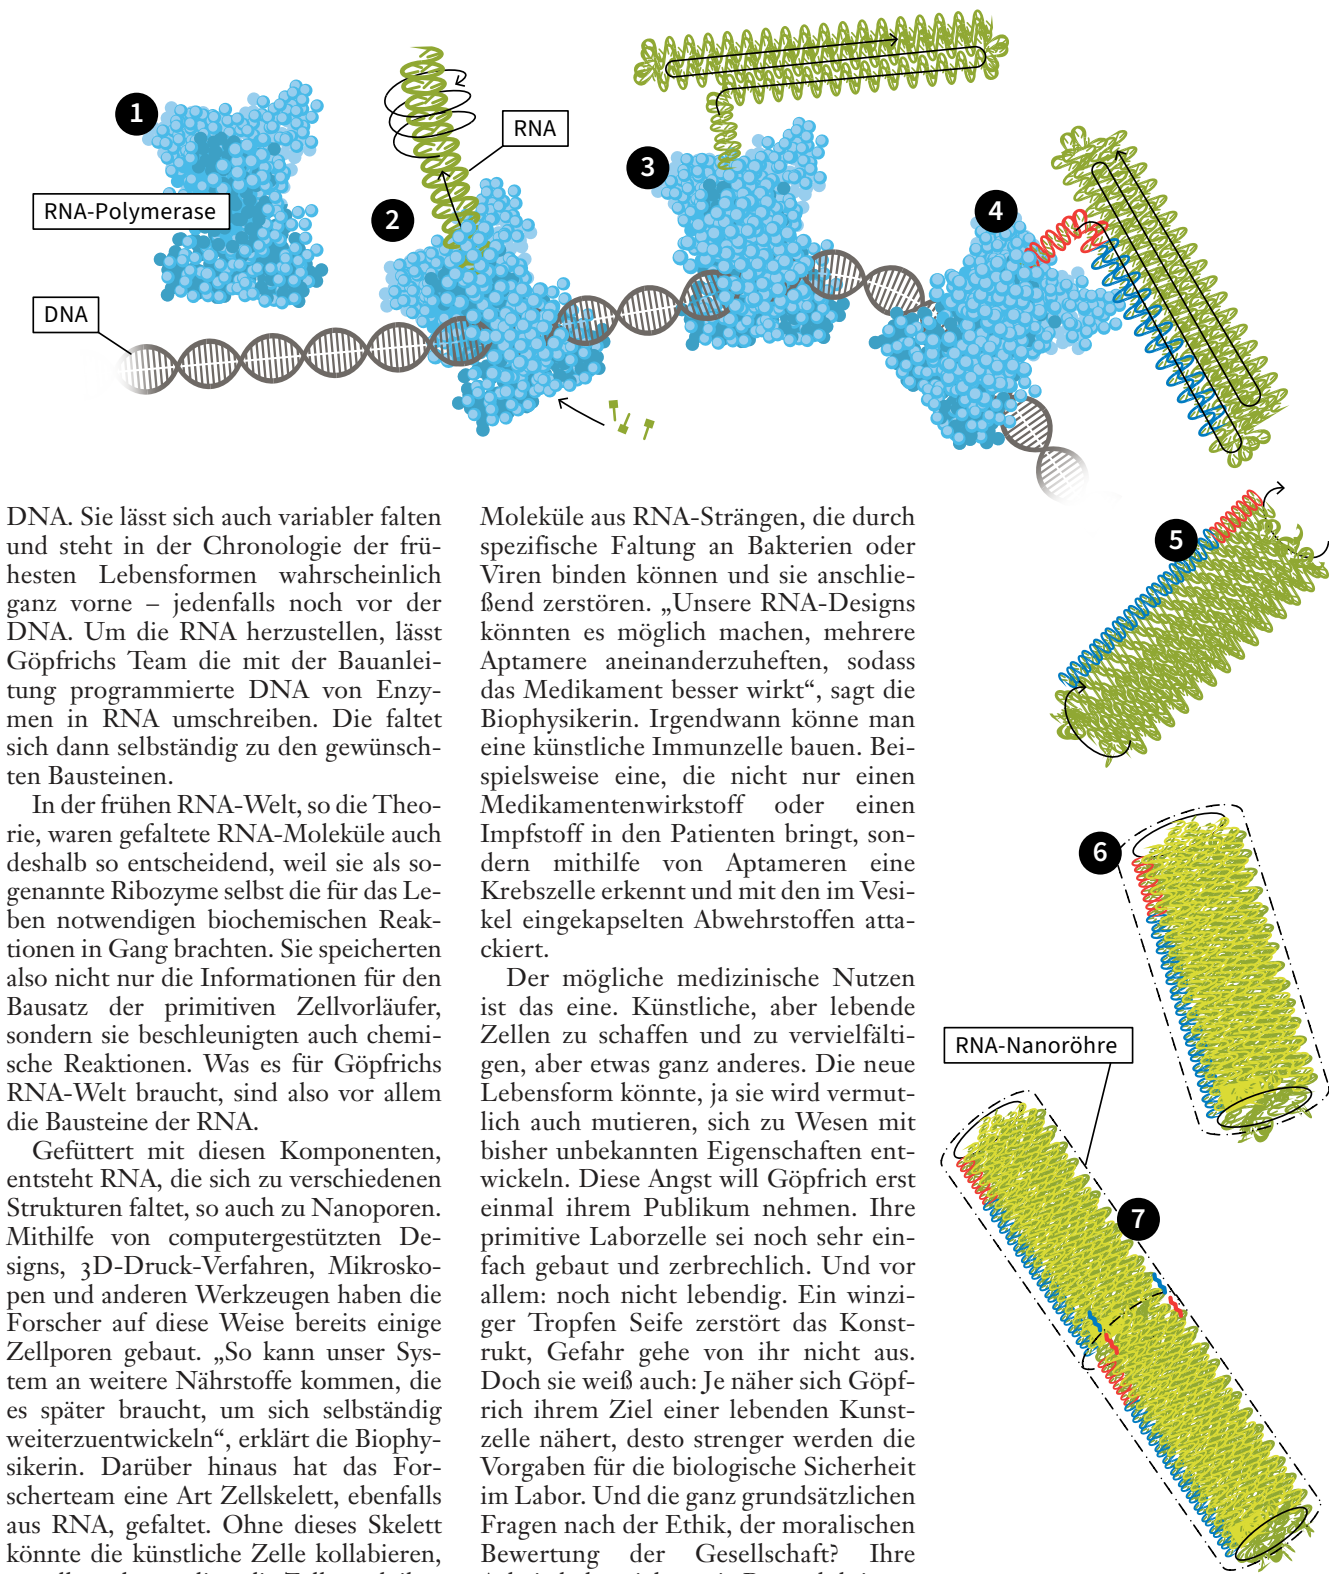 1
2
RNA
3
4
RNA-Polymerase
DNA
5
6
RNA-Nanoröhre
7
DNA. Sie lässt sich auch variabler falten
und steht in der Chronologie der frü-
hesten Lebensformen wahrscheinlich
ganz vorne – jedenfalls noch vor der
DNA. Um die RNA herzustellen, lässt
Göpfrichs Team die mit der Bauanlei-
tung programmierte DNA von Enzy-
men in RNA umschreiben. Die faltet
sich dann selbständig zu den gewünsch-
ten Bausteinen.
In der frühen RNA-Welt, so die Theo-
rie, waren gefaltete RNA-Moleküle auch
deshalb so entscheidend, weil sie als so-
genannte Ribozyme selbst die für das Le-
ben notwendigen biochemischen Reak-
tionen in Gang brachten. Sie speicherten
also nicht nur die Informationen für den
Bausatz der primitiven Zellvorläufer,
sondern sie beschleunigten auch chemi-
sche Reaktionen. Was es für Göpfrichs
RNA-Welt braucht, sind also vor allem
die Bausteine der RNA.
Gefüttert mit diesen Komponenten,
entsteht RNA, die sich zu verschiedenen
Strukturen faltet, so auch zu Nanoporen.
Mithilfe von computergestützten De-
signs, 3D-Druck-Verfahren, Mikrosko-
pen und anderen Werkzeugen haben die
Forscher auf diese Weise bereits einige
Zellporen gebaut. „So kann unser Sys-
tem an weitere Nährstoffe kommen, die
es später braucht, um sich selbständig
weiterzuentwickeln“, erklärt die Biophy-
sikerin. Darüber hinaus hat das For-
scherteam eine Art Zellskelett, ebenfalls
aus RNA, gefaltet. Ohne dieses Skelett
könnte die künstliche Zelle kollabieren,
Moleküle aus RNA-Strängen, die durch
spezifische Faltung an Bakterien oder
Viren binden können und sie anschlie-
ßend zerstören. „Unsere RNA-Designs
könnten es möglich machen, mehrere
Aptamere aneinanderzuheften, sodass
das Medikament besser wirkt“, sagt die
Biophysikerin. Irgendwann könne man
eine künstliche Immunzelle bauen. Bei-
spielsweise eine, die nicht nur einen
Medikamentenwirkstoff oder einen
Impfstoff in den Patienten bringt, son-
dern mithilfe von Aptameren eine
Krebszelle erkennt und mit den im Vesi-
kel eingekapselten Abwehrstoffen atta-
ckiert.
Der mögliche medizinische Nutzen
ist das eine. Künstliche, aber lebende
Zellen zu schaffen und zu vervielfälti-
gen, aber etwas ganz anderes. Die neue
Lebensform könnte, ja sie wird vermut-
lich auch mutieren, sich zu Wesen mit
bisher unbekannten Eigenschaften ent-
wickeln. Diese Angst will Göpfrich erst
einmal ihrem Publikum nehmen. Ihre
primitive Laborzelle sei noch sehr ein-
fach gebaut und zerbrechlich. Und vor
allem: noch nicht lebendig. Ein winzi-
ger Tropfen Seife zerstört das Konst-
rukt, Gefahr gehe von ihr nicht aus.
Doch sie weiß auch: Je näher sich Göpf-
rich ihrem Ziel einer lebenden Kunst-
zelle nähert, desto strenger werden die
Vorgaben für die biologische Sicherheit
im Labor. Und die ganz grundsätzlichen
Fragen nach der Ethik, der moralischen
Bewertung der Gesellschaft? Ihre